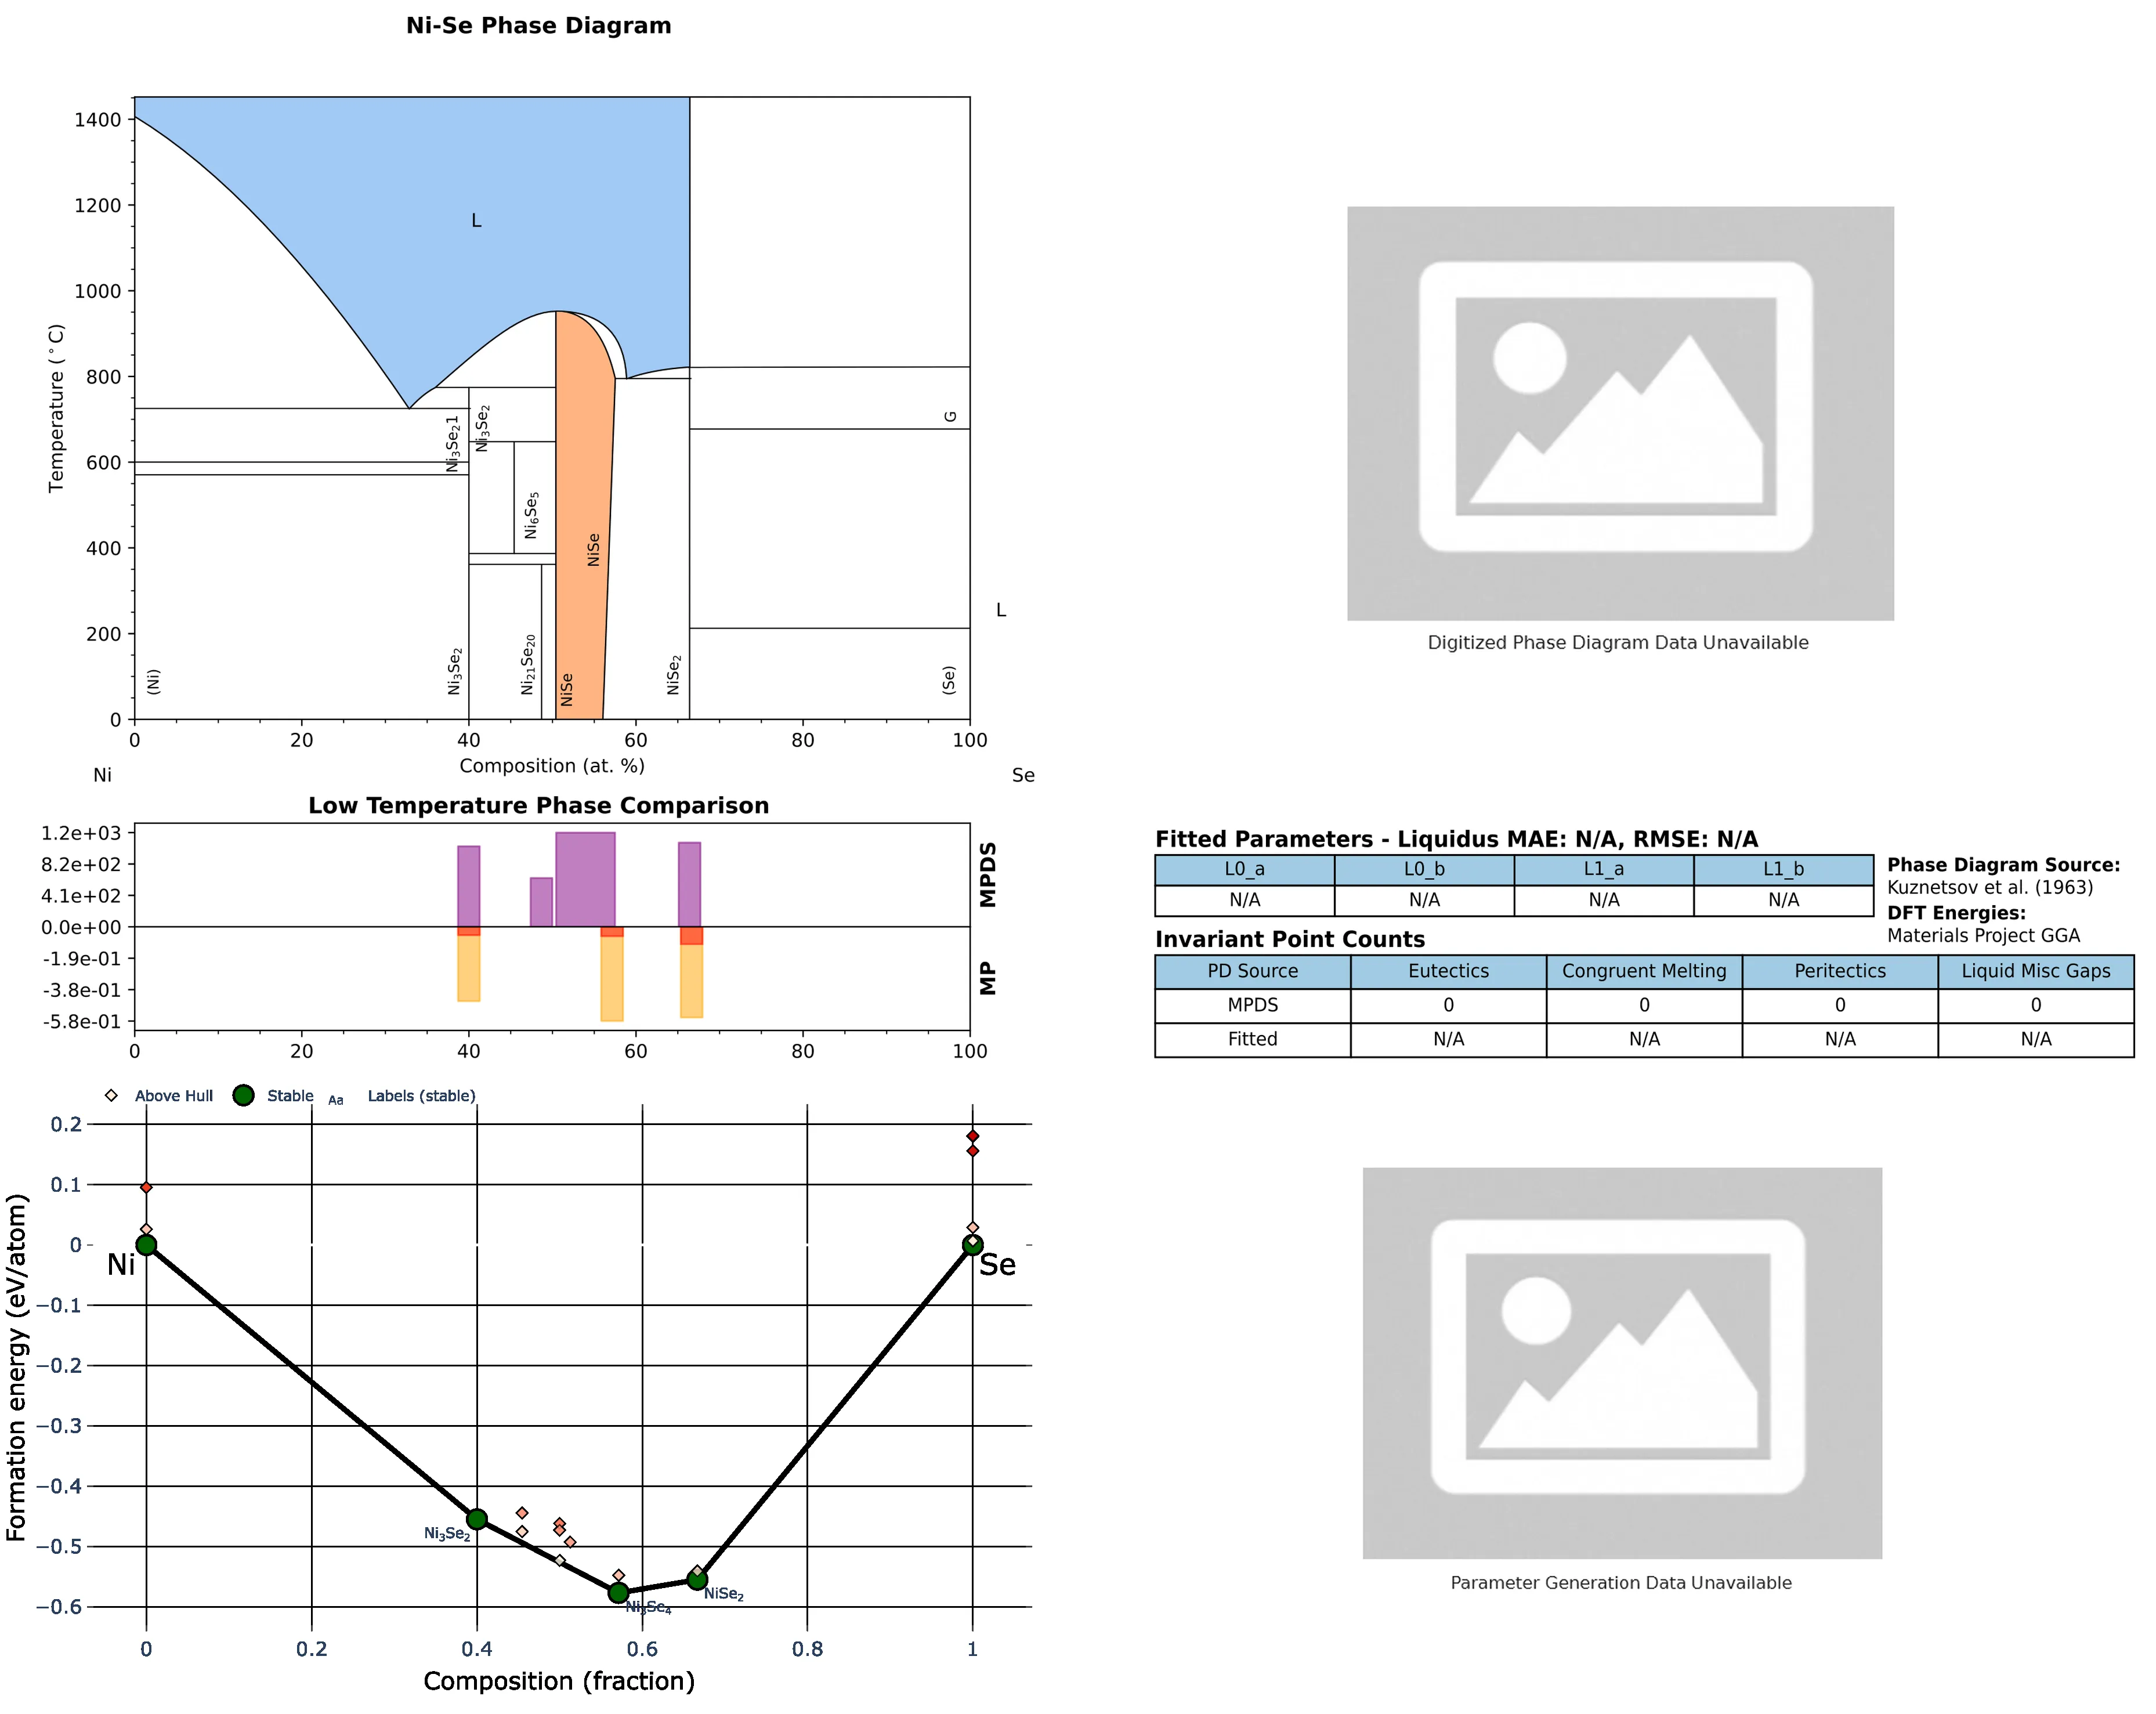 Ni-Se Phase Diagram
1400
1200
1000
800
600
400
200
0
Temperature (°C)
L
Ni₃Se₂1
Ni₃Se₂
Ni₆Se₅
NiSe
G
L
(Ni)
Ni₃Se₂
Ni₂₁Se₂₀
NiSe
NiSe₂
(Se)
0 20 40 60 80 100
Composition (at. %)
Ni
Se
Digitized Phase Diagram Data Unavailable
Low Temperature Phase Comparison
1.2e+03
8.2e+02
4.1e+02
0.0e+00
-1.9e-01
-3.8e-01
-5.8e-01
MPDS
MP
0 20 40 60 80 100
Fitted Parameters - Liquidus MAE: N/A, RMSE: N/A
L0_a L0_b L1_a L1_b
N/A N/A N/A N/A
Phase Diagram Source:
Kuznetsov et al. (1963)
DFT Energies:
Materials Project GGA
Invariant Point Counts
PD Source Eutectics Congruent Melting Peritectics Liquid Misc Gaps
MPDS 0 0 0 0
Fitted N/A N/A N/A N/A
Above Hull Stable Aa Labels (stable)
0.2
0.1
0
−0.1
−0.2
−0.3
−0.4
−0.5
−0.6
Formation energy (eV/atom)
Ni
Se
Ni₃Se₂
Ni₃Se₄
NiSe₂
0 0.2 0.4 0.6 0.8 1
Composition (fraction)
Parameter Generation Data Unavailable